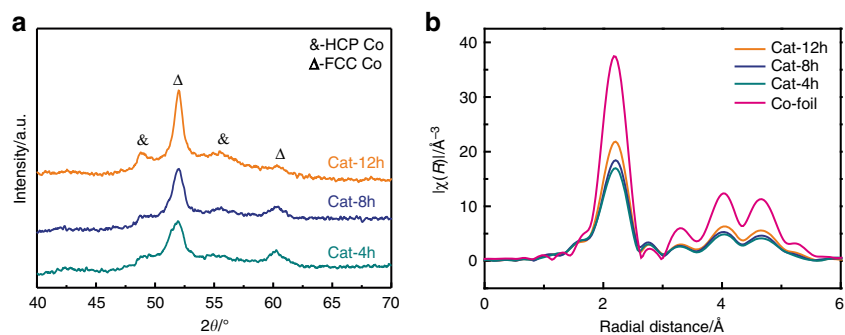 a
&-HCP Co
Δ-FCC Co
Δ
&
&
Δ
Cat-12h
Cat-8h
Cat-4h
Intensity/a.u.
40 45 50 55 60 65 70
2θ/°
b
40
30
20
10
0
Cat-12h
Cat-8h
Cat-4h
Co-foil
|χ(R)|/Å⁻³
0 2 4 6
Radial distance/Å